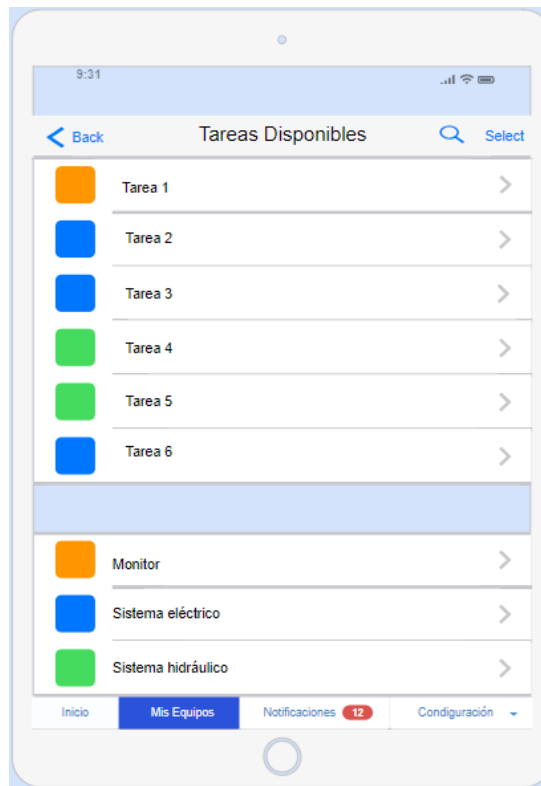 9:31
Back Tareas Disponibles Select
Tarea 1
Tarea 2
Tarea 3
Tarea 4
Tarea 5
Tarea 6
Monitor
Sistema eléctrico
Sistema hidráulico
Inicio Mis Equipos Notificaciones 12 Condiguración